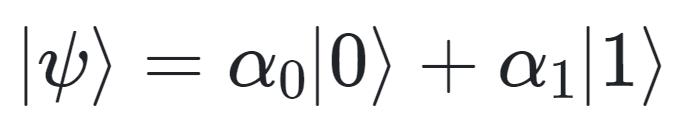 |ψ⟩ = α₀|0⟩ + α₁|1⟩